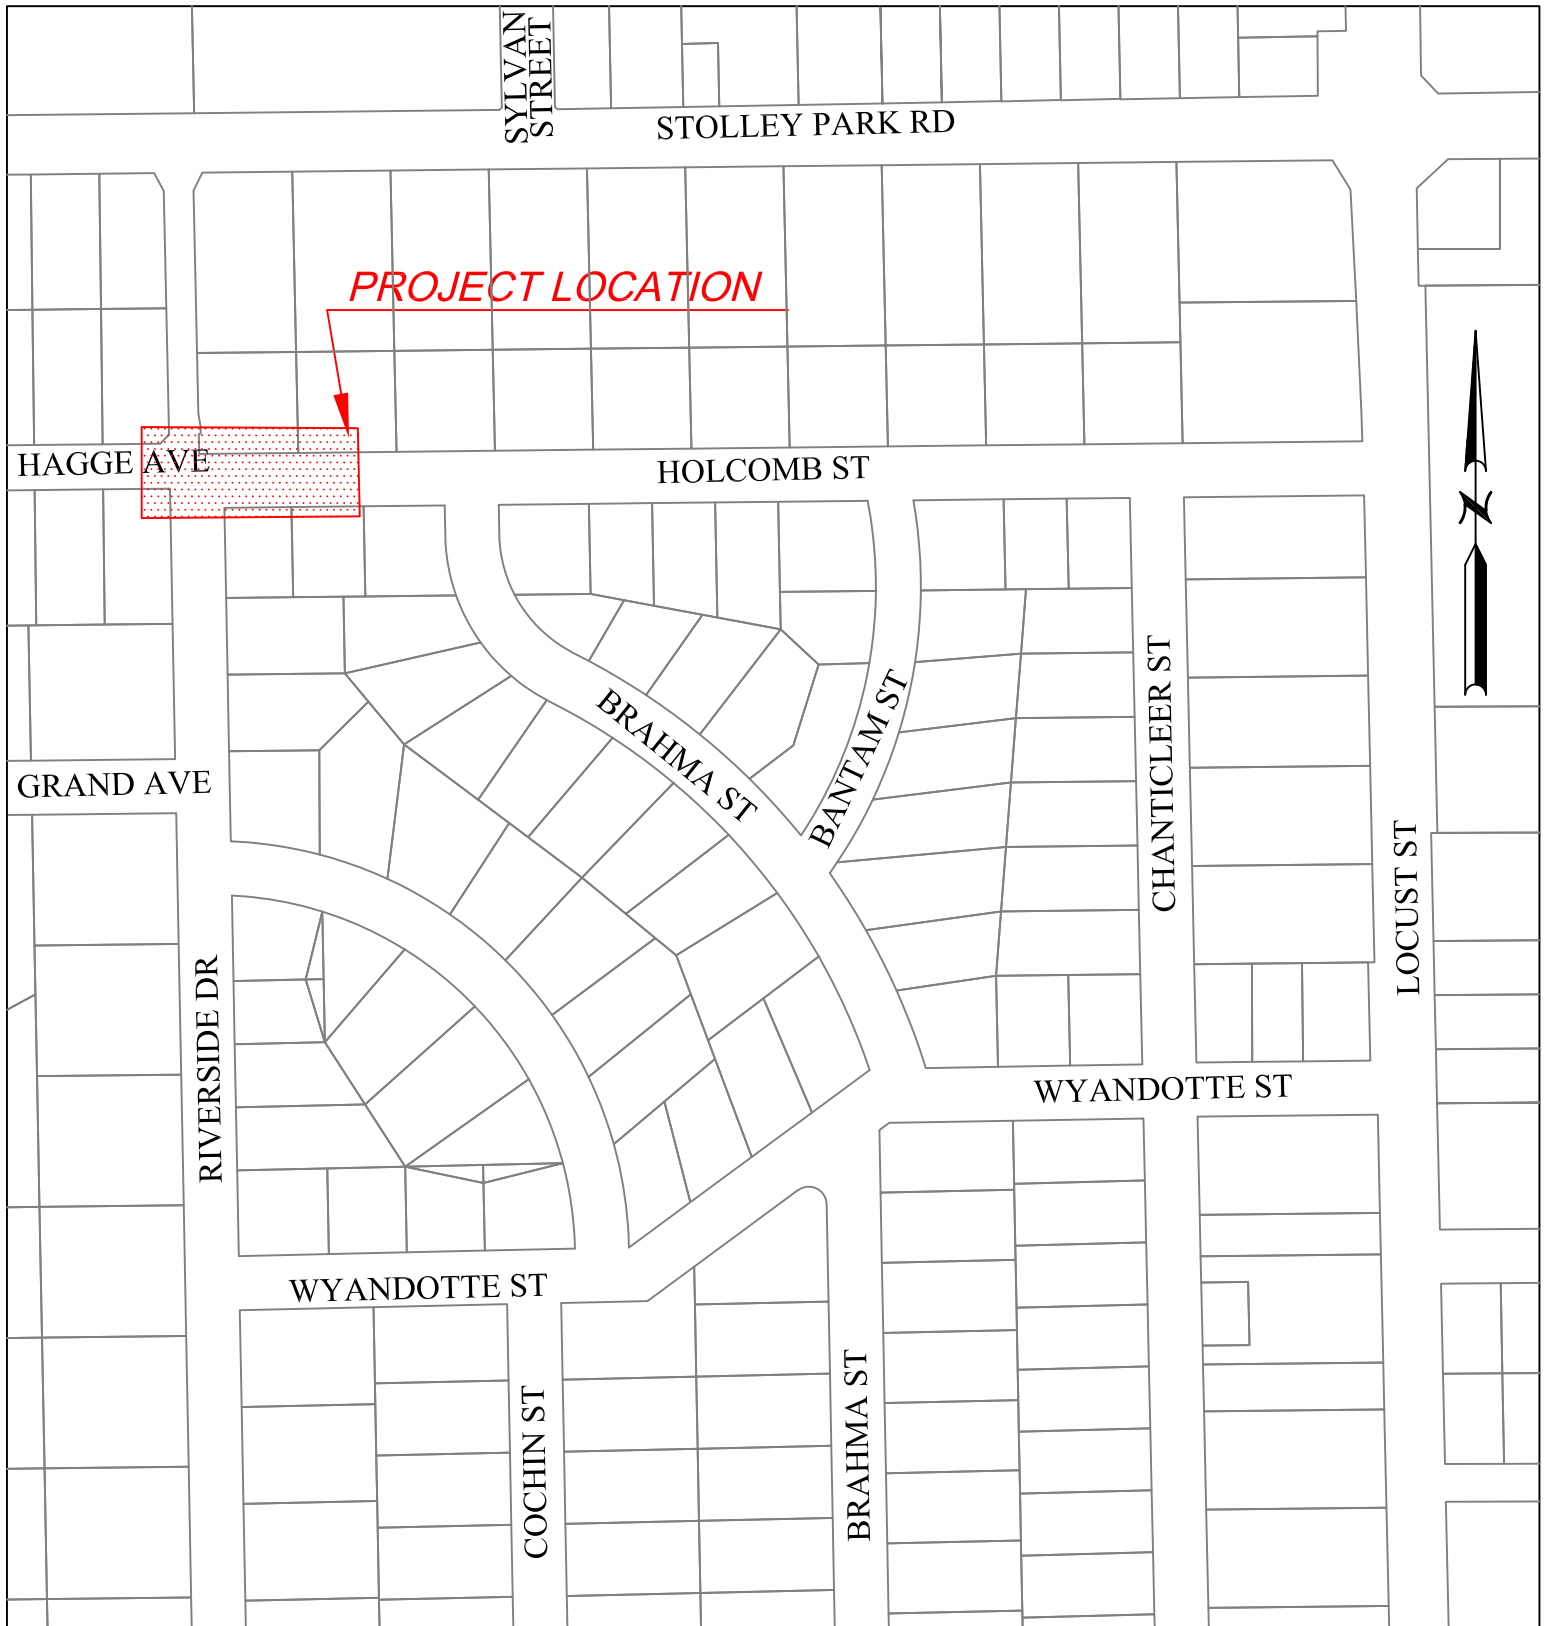 SYLVAN
STREET
STOLLEY PARK RD
PROJECT LOCATION
HAGGE AVE
HOLCOMB ST
N
BRAHMA ST
BANTAM ST
CHANTICLEER ST
GRAND AVE
LOCUST ST
RIVERSIDE DR
WYANDOTTE ST
WYANDOTTE ST
COCHIN ST
BRAHMA ST